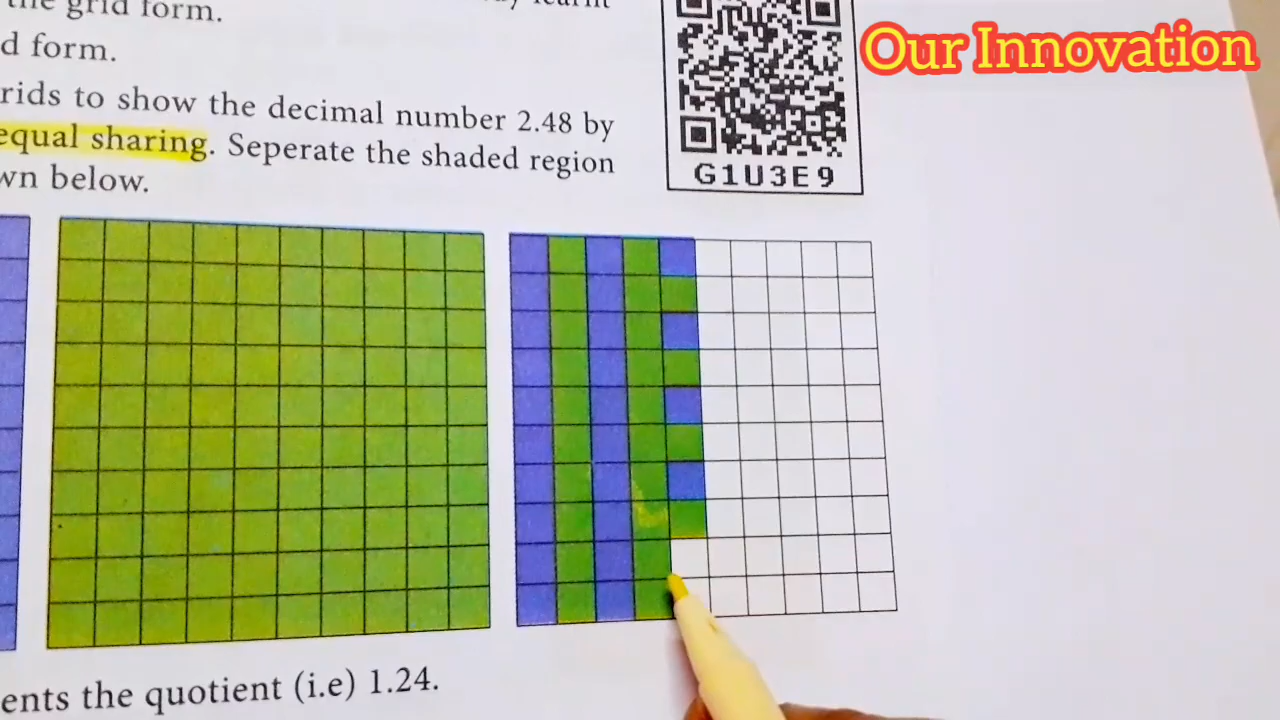 the grid form.
learnt
d form.
rids to show the decimal number 2.48 by
equal sharing. Seperate the shaded region
wn below.
G1U3E9
Our Innovation
ents the quotient (i.e) 1.24.